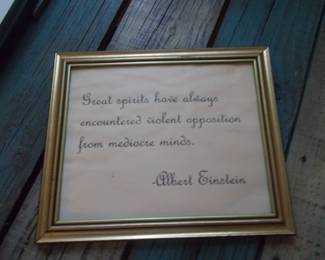 Great spirits have always
encountered violent opposition
from mediocre minds.
-Albert Einstein